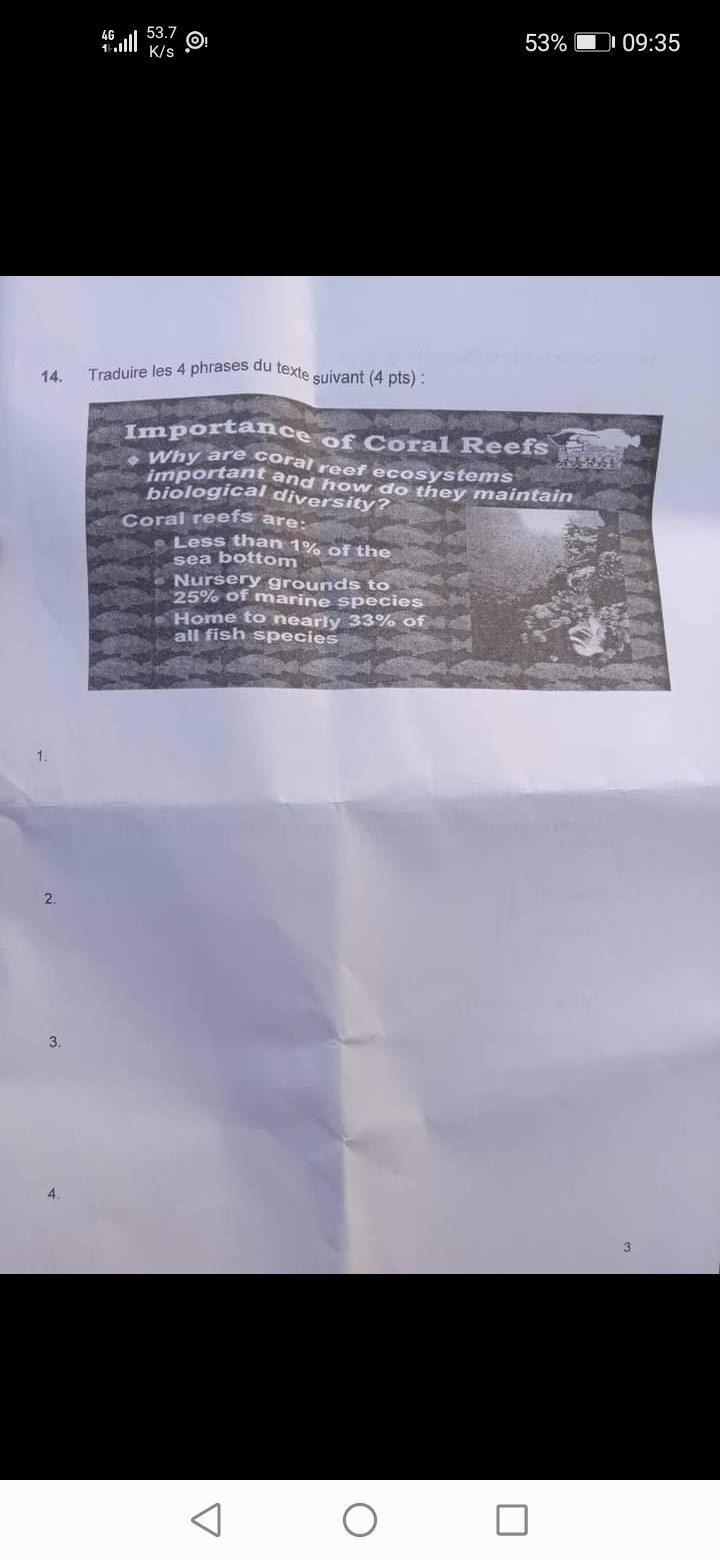 4G 53.7 K/s 53% 09:35
14. Traduire les 4 phrases du texte suivant (4 pts) :
Importance of Coral Reefs
Why are coral reef ecosystems
important and how do they maintain
biological diversity?
Coral reefs are:
Less than 1% of the
sea bottom
Nursery grounds to
25% of marine species
Home to nearly 33% of
all fish species
1.
2.
3.
4.
3